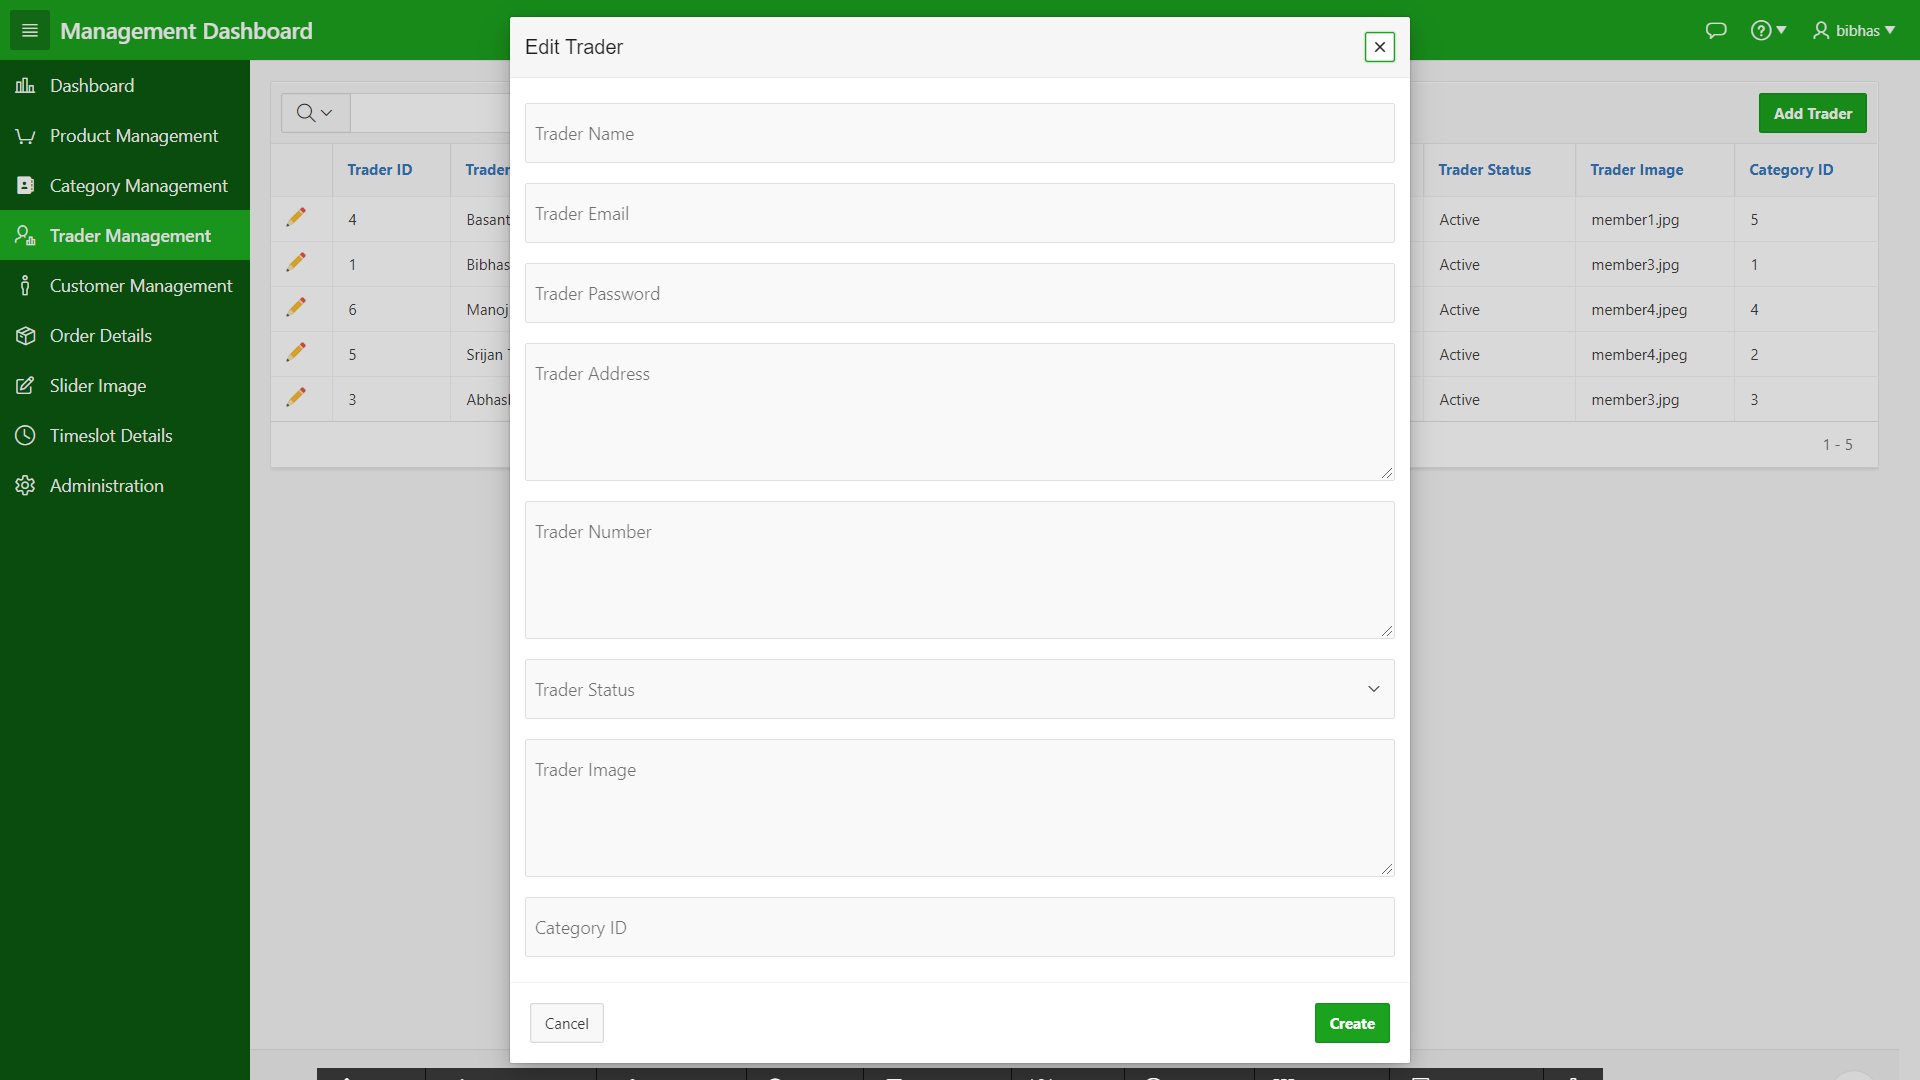 Management Dashboard
bibhas
Dashboard
Product Management
Category Management
Trader Management
Customer Management
Order Details
Slider Image
Timeslot Details
Administration
Add Trader
Trader ID Trader Trader Status Trader Image Category ID
4 Basant Active member1.jpg 5
1 Bibhas Active member3.jpg 1
6 Manoj Active member4.jpeg 4
5 Srijan Active member4.jpeg 2
3 Active member3.jpg 3
1 - 5
Edit Trader
Trader Name
Trader Email
Trader Password
Trader Address
Trader Number
Trader Status
Trader Image
Category ID
Cancel
Create